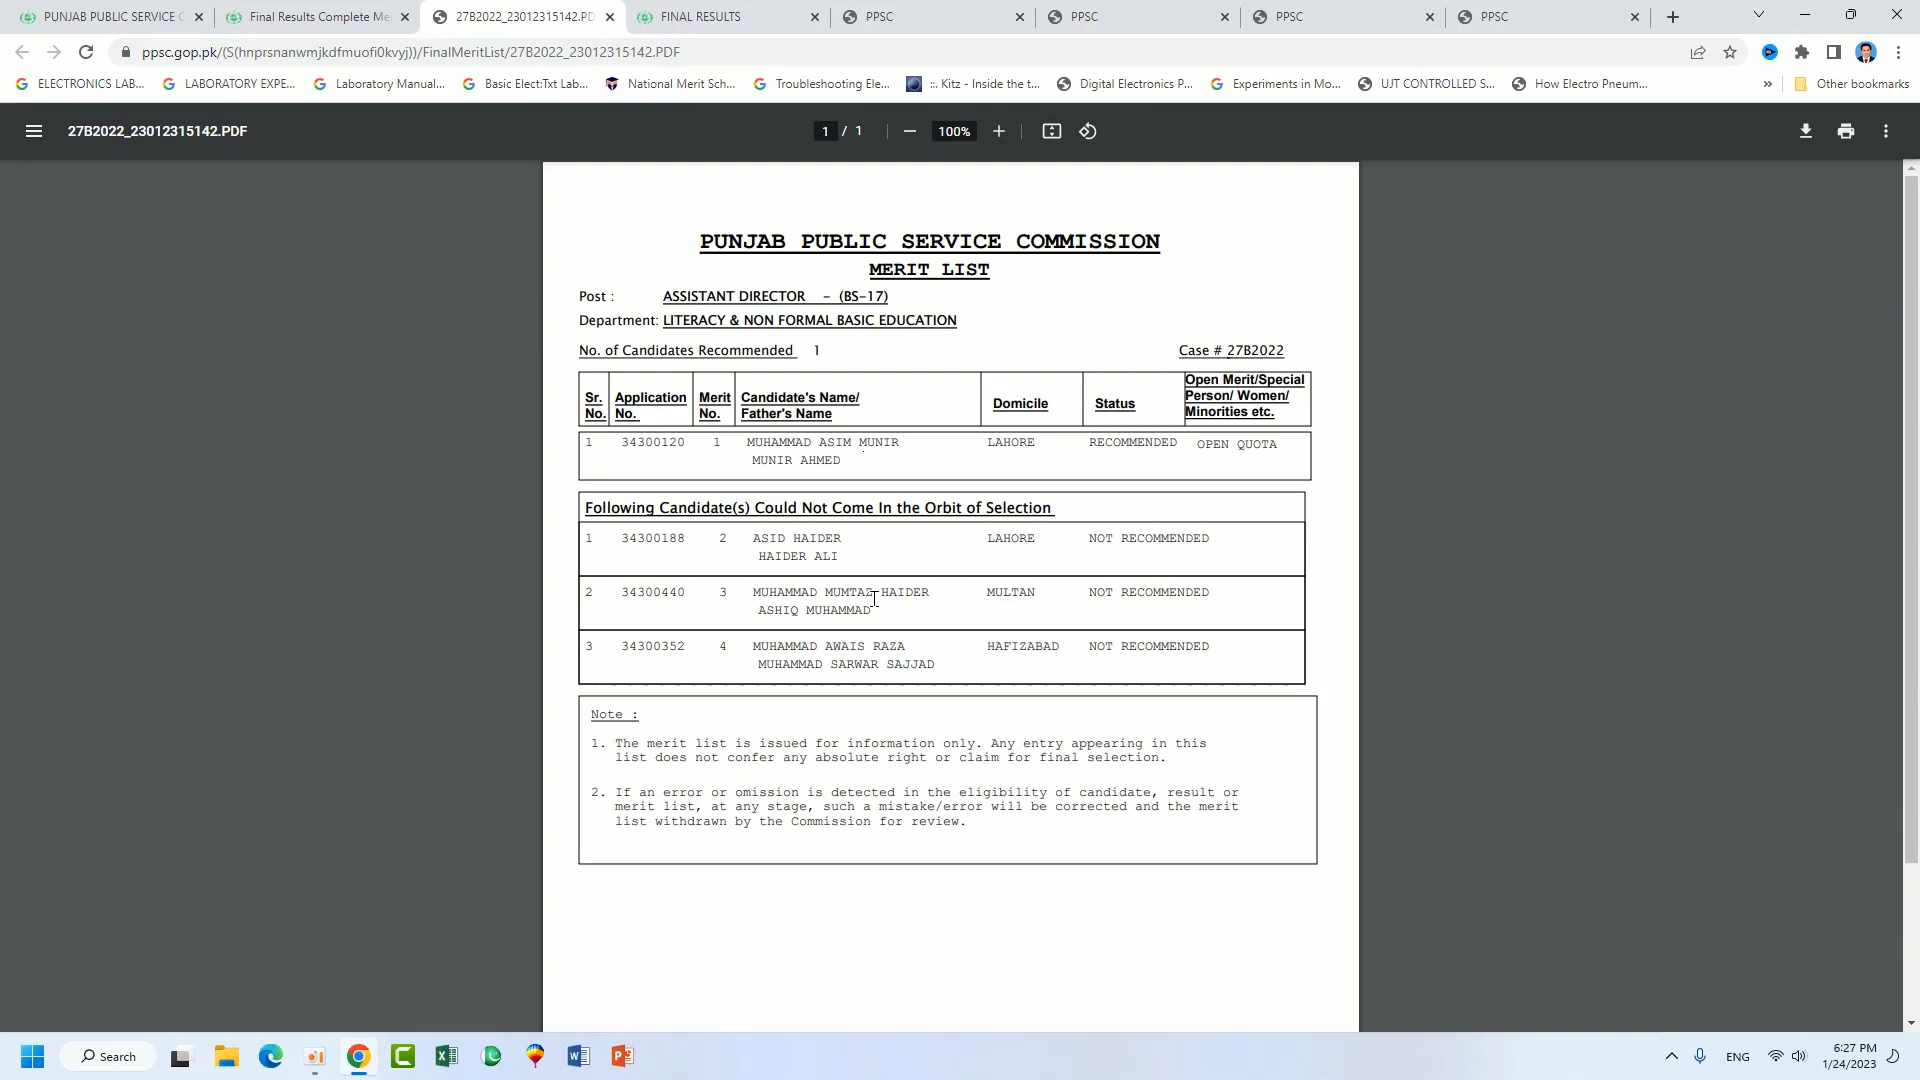 PUNJAB PUBLIC SERVICE C
Final Results Complete Me
27B2022_23012315142.PD
FINAL RESULTS
PPSC
PPSC
PPSC
PPSC
ppsc.gop.pk/(S(hnprsnanwmjkdfmuofi0kvyj))/FinalMeritList/27B2022_23012315142.PDF
ELECTRONICS LAB...
LABORATORY EXPE...
Laboratory Manual...
Basic Elect:Txt Lab...
National Merit Sch...
Troubleshooting Ele...
::. Kitz - Inside the t...
Digital Electronics P...
Experiments in Mo...
UJT CONTROLLED S...
How Electro Pneum...
»
Other bookmarks
27B2022_23012315142.PDF
1 / 1
100%
PUNJAB PUBLIC SERVICE COMMISSION
MERIT LIST
Post : ASSISTANT DIRECTOR - (BS-17)
Department: LITERACY & NON FORMAL BASIC EDUCATION
No. of Candidates Recommended 1 Case # 27B2022
Sr. No. Application No. Merit No. Candidate's Name/ Father's Name Domicile Status Open Merit/Special Person/ Women/ Minorities etc.
1 34300120 1 MUHAMMAD ASIM MUNIR LAHORE RECOMMENDED OPEN QUOTA
MUNIR AHMED
Following Candidate(s) Could Not Come In the Orbit of Selection
1 34300188 2 ASID HAIDER LAHORE NOT RECOMMENDED
HAIDER ALI
2 34300440 3 MUHAMMAD MUMTAZ HAIDER MULTAN NOT RECOMMENDED
ASHIQ MUHAMMAD
3 34300352 4 MUHAMMAD AWAIS RAZA HAFIZABAD NOT RECOMMENDED
MUHAMMAD SARWAR SAJJAD
Note :
1. The merit list is issued for information only. Any entry appearing in this
list does not confer any absolute right or claim for final selection.
2. If an error or omission is detected in the eligibility of candidate, result or
merit list, at any stage, such a mistake/error will be corrected and the merit
list withdrawn by the Commission for review.
Search
ENG
6:27 PM
1/24/2023